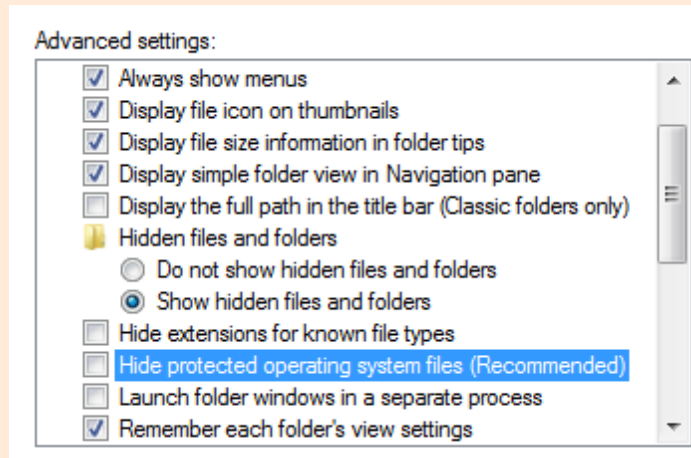 Advanced settings:
Always show menus
Display file icon on thumbnails
Display file size information in folder tips
Display simple folder view in Navigation pane
Display the full path in the title bar (Classic folders only)
Hidden files and folders
Do not show hidden files and folders
Show hidden files and folders
Hide extensions for known file types
Hide protected operating system files (Recommended)
Launch folder windows in a separate process
Remember each folder's view settings